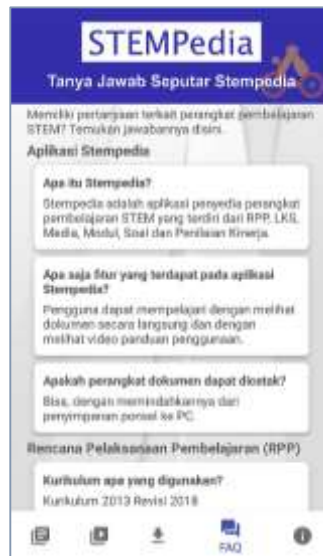 STEMPedia
Tanya Jawab Seputar Stempedia
Memiliki pertanyaan terkait perangkat pembelajaran
STEM? Temukan jawabannya disini.
Aplikasi Stempedia
Apa itu Stempedia?
Stempedia adalah aplikasi penyedia perangkat
pembelajaran STEM yang terdiri dari RPP, LKS,
Media, Modul, Soal dan Penilaian Kinerja.
Apa saja fitur yang terdapat pada aplikasi
Stempedia?
Pengguna dapat mempelajari dengan melihat
dokumen secara langsung dan dengan
melihat video panduan penggunaan.
Apakah perangkat dokumen dapat dicetak?
Bisa, dengan memindahkannya dari
penyimpanan ponsel ke PC.
Rencana Pelaksanaan Pembelajaran (RPP)
Kurikulum apa yang digunakan?
Kurikulum 2013 Revisi 2018
FAQ